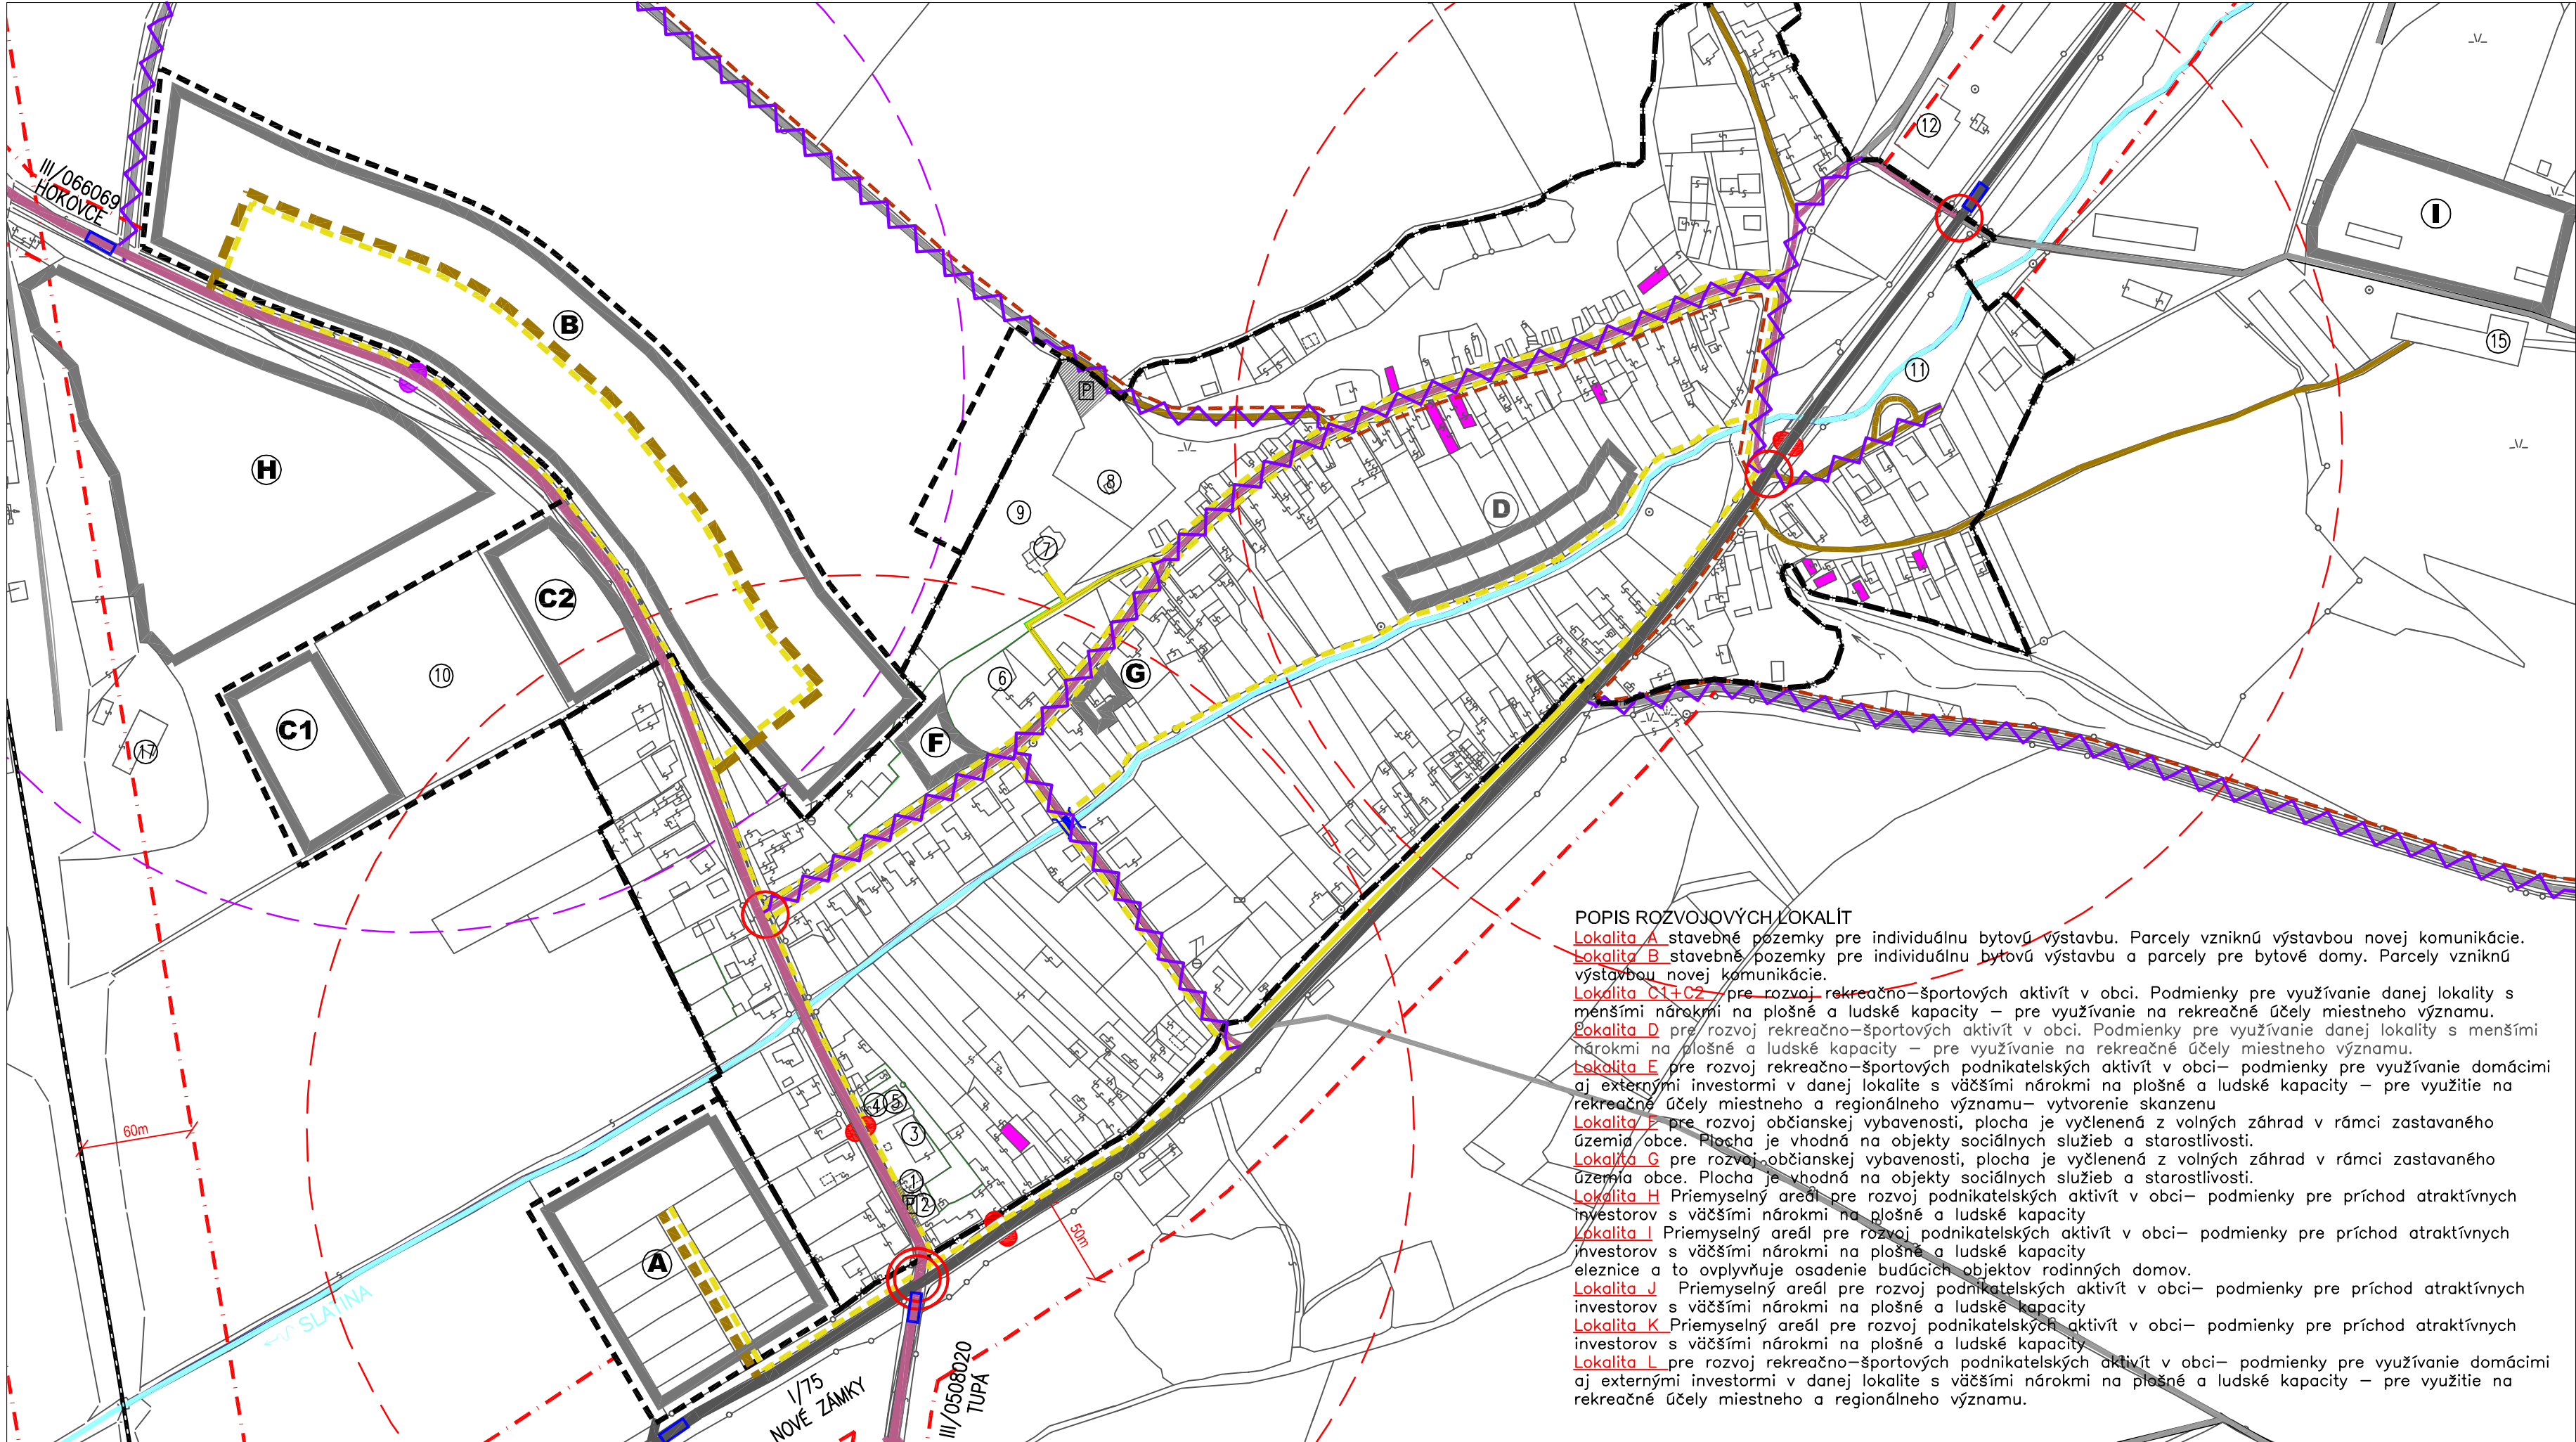 III/066069
HOKOVCE
12
I
B
15
P
11
H
8
D
9
7
C2
10
6
G
C1
F
17
4
5
60m
3
1
2
50m
A
SLATINA
I/75
NOVÉ ZÁMKY
III/0508020
TUPÁ
POPIS ROZVOJOVÝCH LOKALÍT
Lokalita A stavebné pozemky pre individuálnu bytovú výstavbu. Parcely vzniknú výstavbou novej komunikácie.
Lokalita B stavebné pozemky pre individuálnu bytovú výstavbu a parcely pre bytové domy. Parcely vzniknú
výstavbou novej komunikácie.
Lokalita C1+C2 pre rozvoj rekreačno–športových aktivít v obci. Podmienky pre využívanie danej lokality s
menšími nárokmi na plošné a ludské kapacity – pre využívanie na rekreačné účely miestneho významu.
Lokalita D pre rozvoj rekreačno–športových aktivít v obci. Podmienky pre využívanie danej lokality s menšími
nárokmi na plošné a ludské kapacity – pre využívanie na rekreačné účely miestneho významu.
Lokalita E pre rozvoj rekreačno–športových podnikatelských aktivít v obci– podmienky pre využívanie domácimi
aj externými investormi v danej lokalite s väčšími nárokmi na plošné a ludské kapacity – pre využitie na
rekreačné účely miestneho a regionálneho významu– vytvorenie skanzenu
Lokalita F pre rozvoj občianskej vybavenosti, plocha je vyčlenená z volných záhrad v rámci zastavaného
územia obce. Plocha je vhodná na objekty sociálnych služieb a starostlivosti.
Lokalita G pre rozvoj občianskej vybavenosti, plocha je vyčlenená z volných záhrad v rámci zastavaného
územia obce. Plocha je vhodná na objekty sociálnych služieb a starostlivosti.
Lokalita H Priemyselný areál pre rozvoj podnikatelských aktivít v obci– podmienky pre príchod atraktívnych
investorov s väčšími nárokmi na plošné a ludské kapacity
Lokalita I Priemyselný areál pre rozvoj podnikatelských aktivít v obci– podmienky pre príchod atraktívnych
investorov s väčšími nárokmi na plošné a ludské kapacity
eleznice a to ovplyvňuje osadenie budúcich objektov rodinných domov.
Lokalita J Priemyselný areál pre rozvoj podnikatelských aktivít v obci– podmienky pre príchod atraktívnych
investorov s väčšími nárokmi na plošné a ludské kapacity
Lokalita K Priemyselný areál pre rozvoj podnikatelských aktivít v obci– podmienky pre príchod atraktívnych
investorov s väčšími nárokmi na plošné a ludské kapacity
Lokalita L pre rozvoj rekreačno–športových podnikatelských aktivít v obci– podmienky pre využívanie domácimi
aj externými investormi v danej lokalite s väčšími nárokmi na plošné a ludské kapacity – pre využitie na
rekreačné účely miestneho a regionálneho významu.